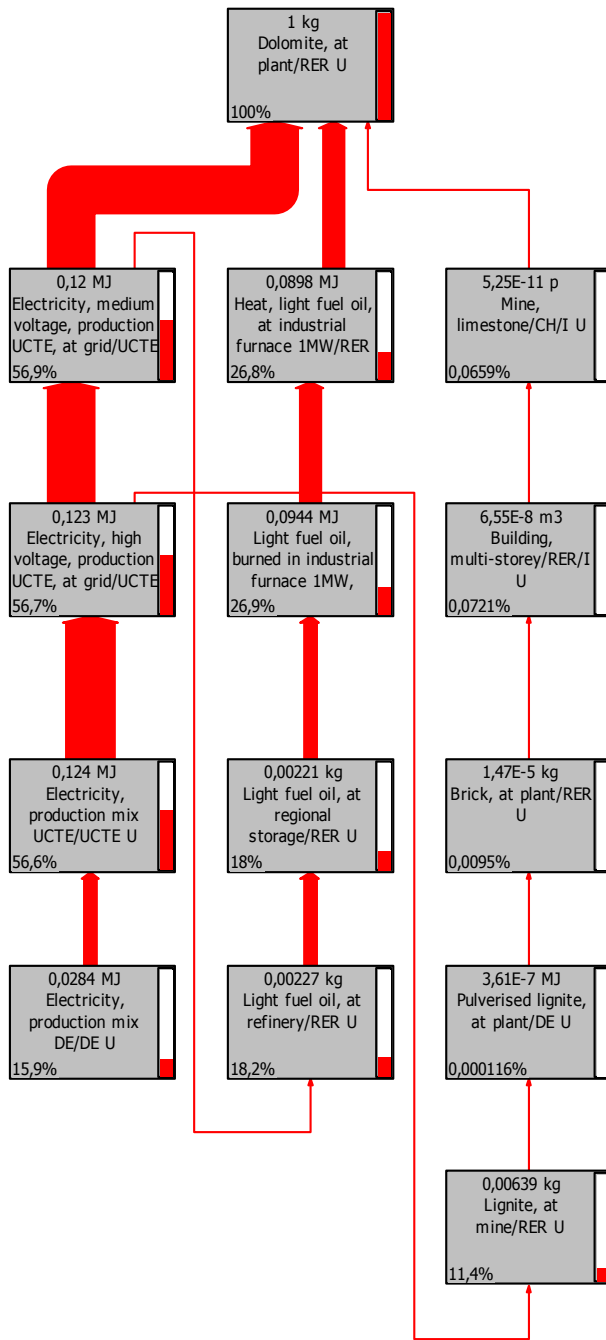 1 kg
Dolomite, at
plant/RER U
100%
0,12 MJ
Electricity, medium
voltage, production
UCTE, at grid/UCTE
56,9%
0,0898 MJ
Heat, light fuel oil,
at industrial
furnace 1MW/RER
26,8%
5,25E-11 p
Mine,
limestone/CH/I U
0,0659%
0,123 MJ
Electricity, high
voltage, production
UCTE, at grid/UCTE
56,7%
0,0944 MJ
Light fuel oil,
burned in industrial
furnace 1MW,
26,9%
6,55E-8 m3
Building,
multi-storey/RER/I
U
0,0721%
0,124 MJ
Electricity,
production mix
UCTE/UCTE U
56,6%
0,00221 kg
Light fuel oil, at
regional
storage/RER U
18%
1,47E-5 kg
Brick, at plant/RER
U
0,0095%
0,0284 MJ
Electricity,
production mix
DE/DE U
15,9%
0,00227 kg
Light fuel oil, at
refinery/RER U
18,2%
3,61E-7 MJ
Pulverised lignite,
at plant/DE U
0,000116%
0,00639 kg
Lignite, at
mine/RER U
11,4%